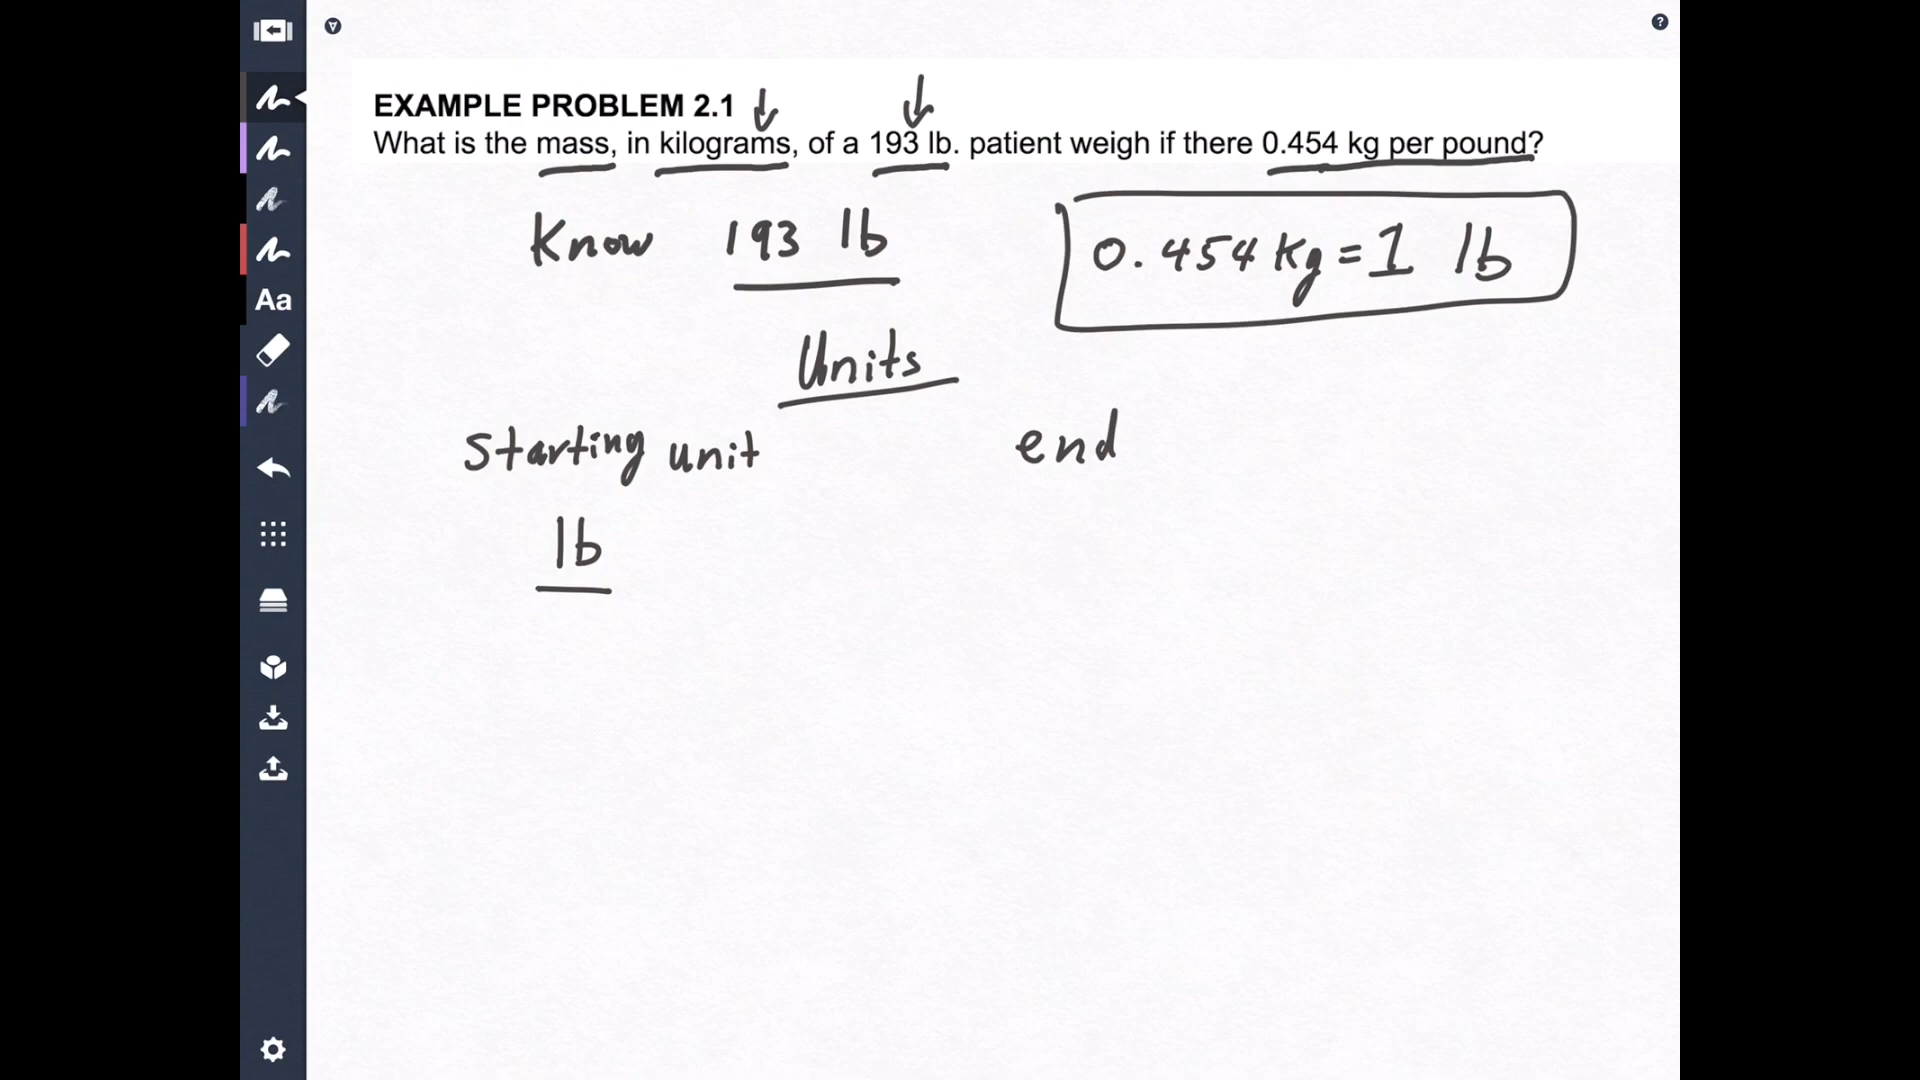 EXAMPLE PROBLEM 2.1
What is the mass, in kilograms, of a 193 lb. patient weigh if there 0.454 kg per pound?
Know 193 lb
0.454 kg = 1 lb
Units
Starting unit end
lb
Aa
?